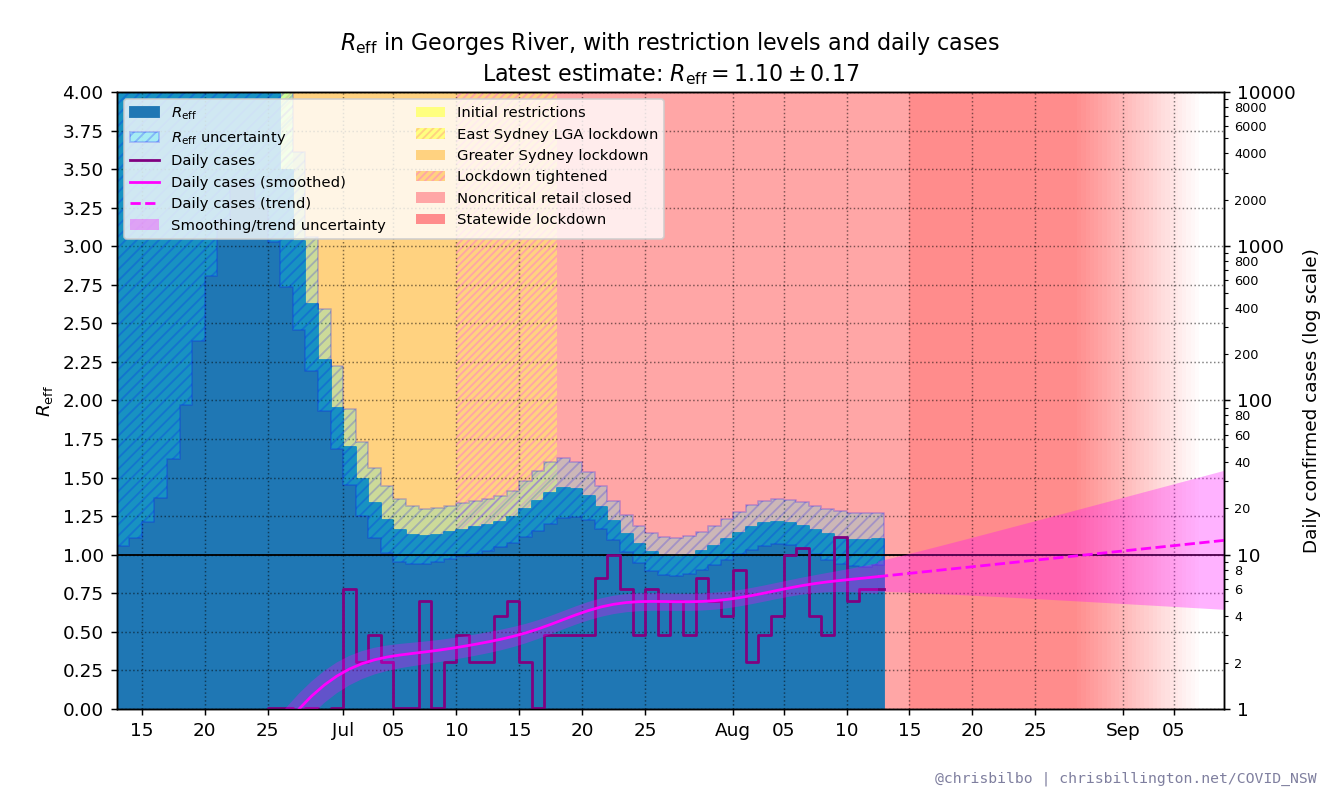 Reff in Georges River, with restriction levels and daily cases
Latest estimate: Reff = 1.10 ± 0.17
Reff
Reff uncertainty
Daily cases
Daily cases (smoothed)
Daily cases (trend)
Smoothing/trend uncertainty
Initial restrictions
East Sydney LGA lockdown
Greater Sydney lockdown
Lockdown tightened
Noncritical retail closed
Statewide lockdown
Reff
4.00
3.75
3.50
3.25
3.00
2.75
2.50
2.25
2.00
1.75
1.50
1.25
1.00
0.75
0.50
0.25
0.00
15 20 25 Jul 05 10 15 20 25 Aug 05 10 15 20 25 Sep 05
10000
8000
6000
4000
2000
1000
800
600
400
200
100
80
60
40
20
10
8
6
4
2
1
Daily confirmed cases (log scale)
@chrisbilbo | chrisbillington.net/COVID_NSW